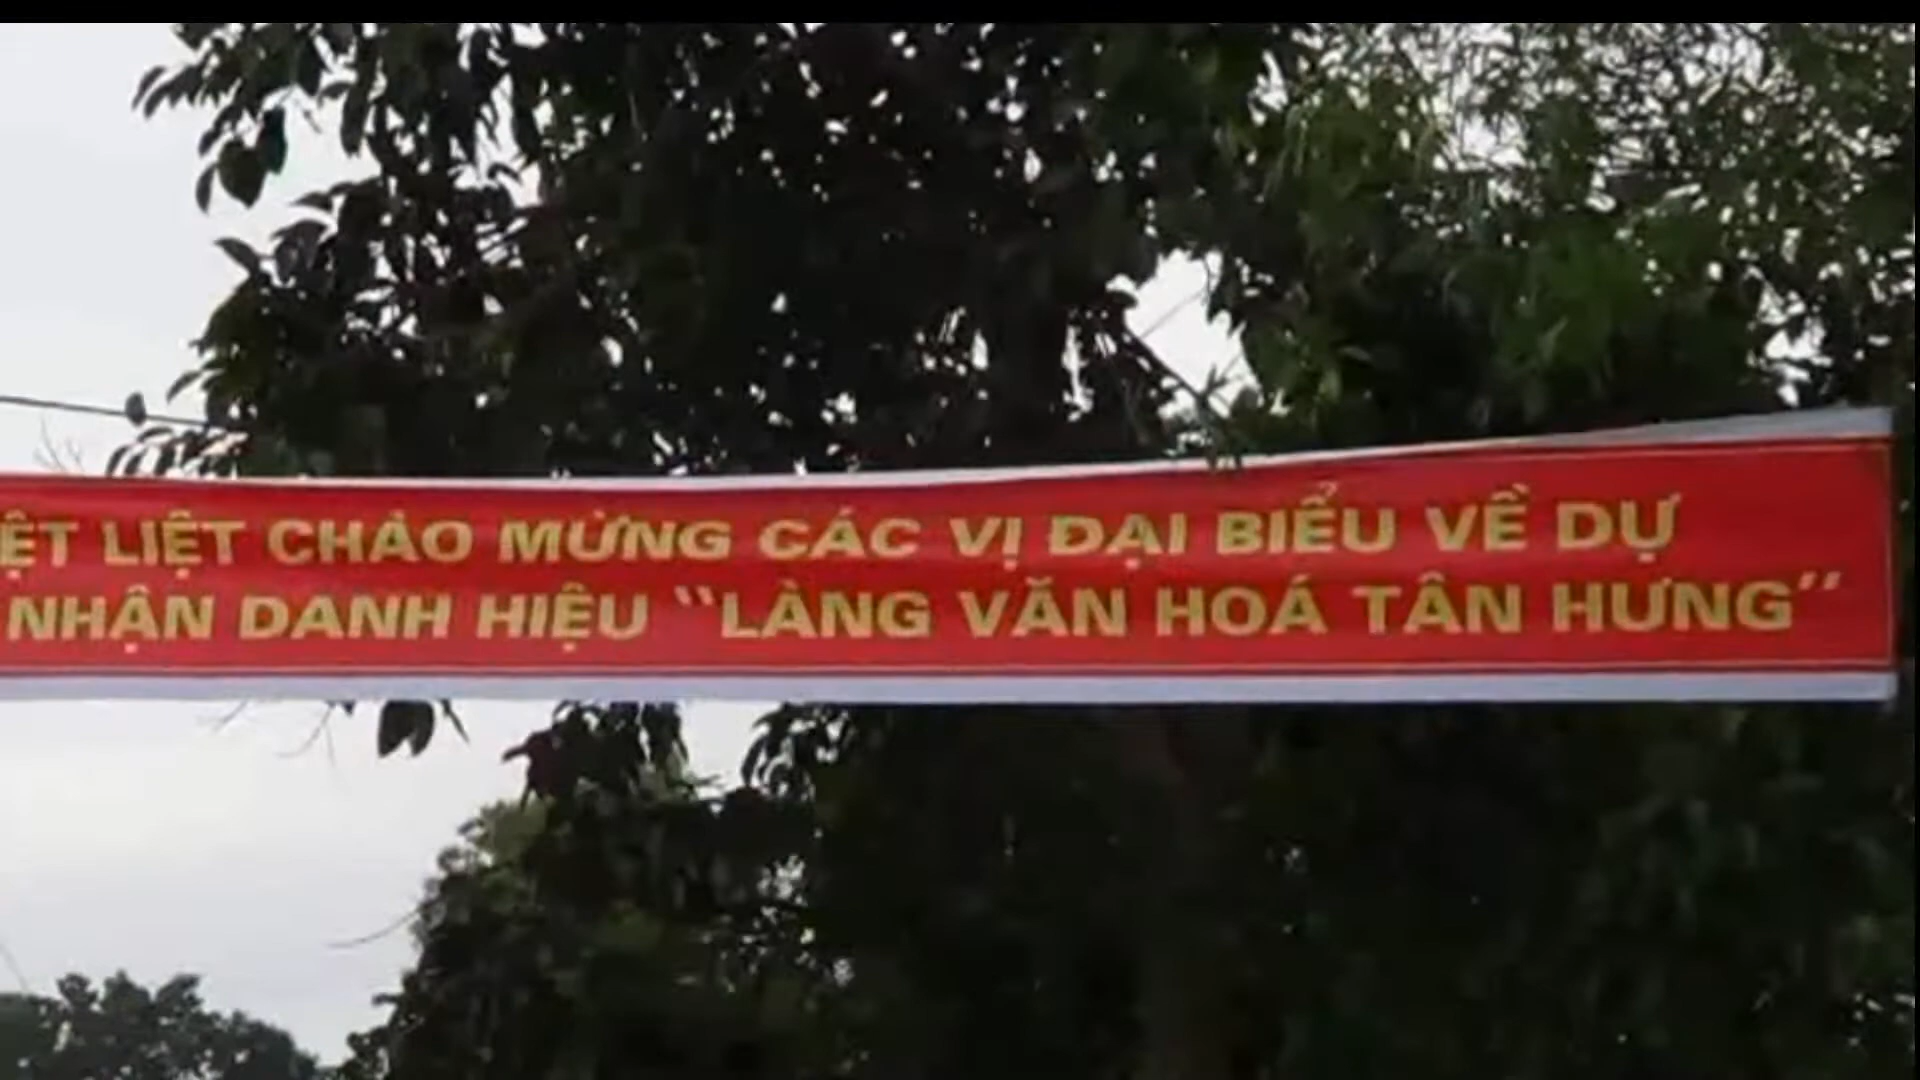 ỆT LIỆT CHÀO MỪNG CÁC VỊ ĐẠI BIỂU VỀ DỰ
NHẬN DANH HIỆU "LÀNG VĂN HOÁ TÂN HƯNG"